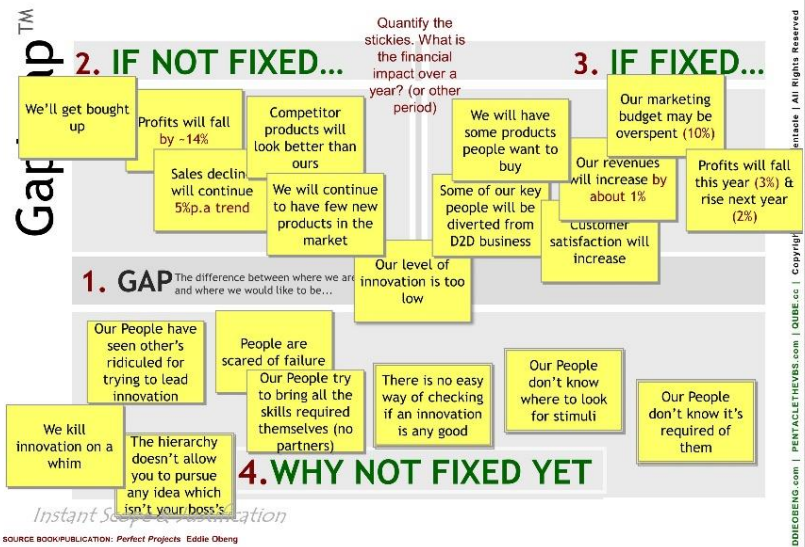 Quantify the
stickies. What is
the financial
impact over a
year? (or other
period)
2. IF NOT FIXED...
We'll get bought
up
Profits will fall
by -14%
Competitor
products will
look better than
ours
Sales declin
will continue
5%p.a trend
We will continue
to have few new
products in the
market
3. IF FIXED...
We will have
some products
people want to
buy
Our marketing
budget may be
overspent (10%)
Some of our key
people will be
diverted from
D2D business
Our revenues
will increase by
about 1%
Customer
satisfaction will
increase
Profits will fall
this year (3%) &
rise next year
(2%)
1. GAP
The difference between where we are
and where we would like to be...
Our level of
innovation is too
low
Our People have
seen other's
ridiculed for
trying to lead
innovation
People are
scared of failure
Our People try
to bring all the
skills required
themselves (no
partners)
There is no easy
way of checking
if an innovation
is any good
Our People
don't know
where to look
for stimuli
Our People
don't know it's
required of
them
We kill
innovation on a
whim
The hierarchy
doesn't allow
you to pursue
any idea which
isn't your boss's
4.WHY NOT FIXED YET
Instant
SOURCE BOOK/PUBLICATION: Perfect Projects Eddie Obeng
DDIEOBENG.com | PENTACLETHEVBS.com | QUBE.cc | Copyrigh entacle | All Rights Reserved